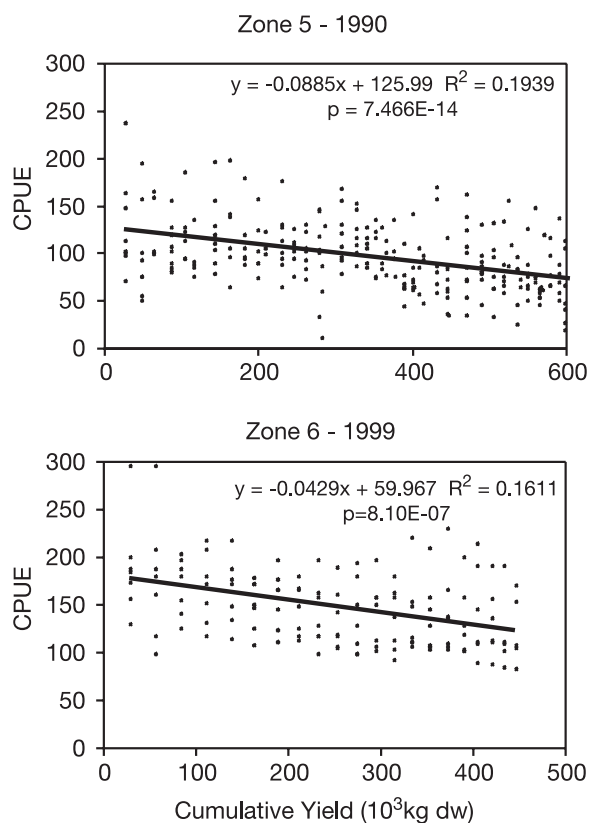 Zone 5 - 1990
y = -0.0885x + 125.99 R² = 0.1939
p = 7.466E-14
CPUE
300
250
200
150
100
50
0
0 200 400 600
Zone 6 - 1999
y = -0.0429x + 59.967 R² = 0.1611
p=8.10E-07
CPUE
300
250
200
150
100
50
0
0 100 200 300 400 500
Cumulative Yield (10³kg dw)